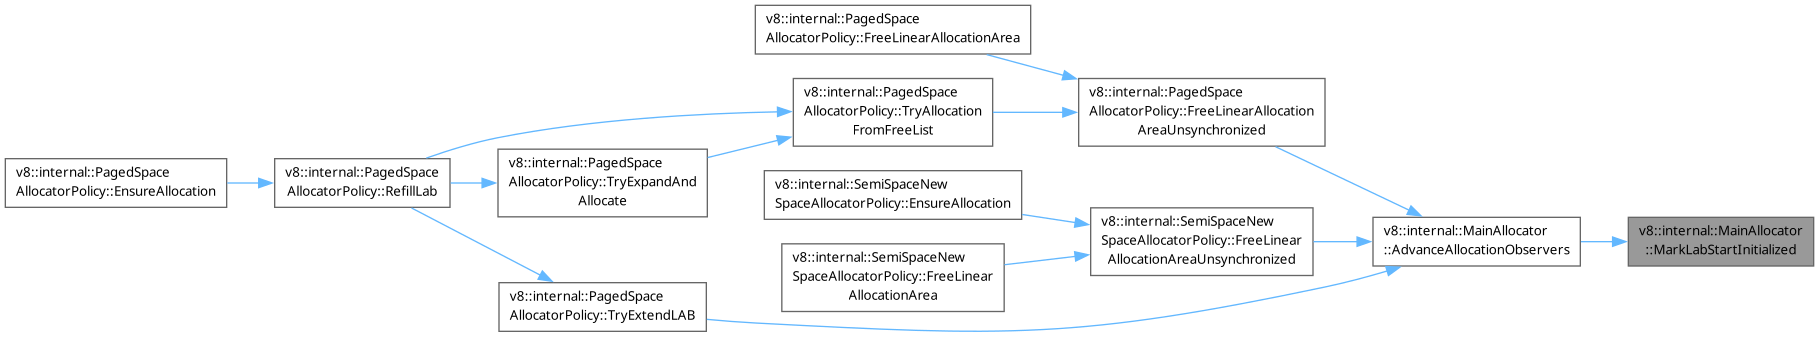 v8::internal::PagedSpace
AllocatorPolicy::FreeLinearAllocationArea
v8::internal::PagedSpace
AllocatorPolicy::TryAllocation
FromFreeList
v8::internal::PagedSpace
AllocatorPolicy::FreeLinearAllocation
AreaUnsynchronized
v8::internal::PagedSpace
AllocatorPolicy::EnsureAllocation
v8::internal::PagedSpace
AllocatorPolicy::RefillLab
v8::internal::PagedSpace
AllocatorPolicy::TryExpandAnd
Allocate
v8::internal::SemiSpaceNew
SpaceAllocatorPolicy::EnsureAllocation
v8::internal::SemiSpaceNew
SpaceAllocatorPolicy::FreeLinear
AllocationAreaUnsynchronized
v8::internal::MainAllocator
::AdvanceAllocationObservers
v8::internal::MainAllocator
::MarkLabStartInitialized
v8::internal::SemiSpaceNew
SpaceAllocatorPolicy::FreeLinear
AllocationArea
v8::internal::PagedSpace
AllocatorPolicy::TryExtendLAB